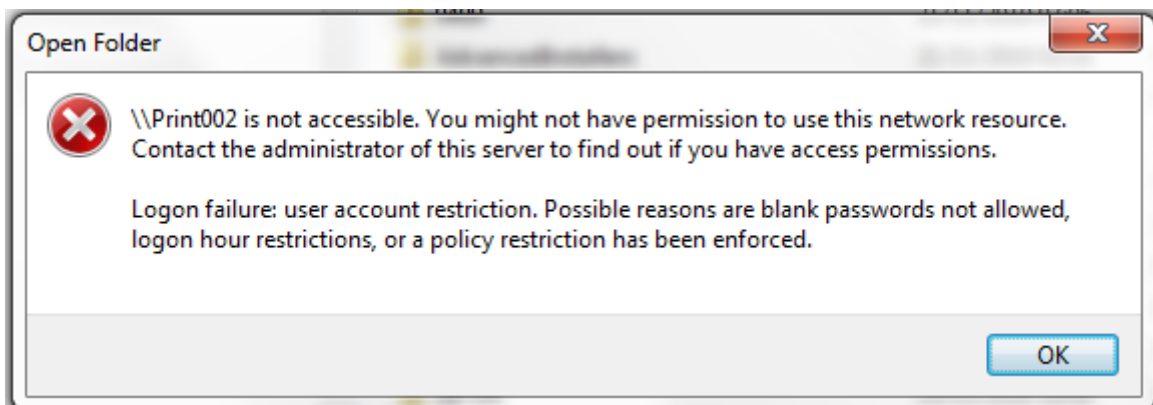 Open Folder
\\Print002 is not accessible. You might not have permission to use this network resource.
Contact the administrator of this server to find out if you have access permissions.
Logon failure: user account restriction. Possible reasons are blank passwords not allowed,
logon hour restrictions, or a policy restriction has been enforced.
OK